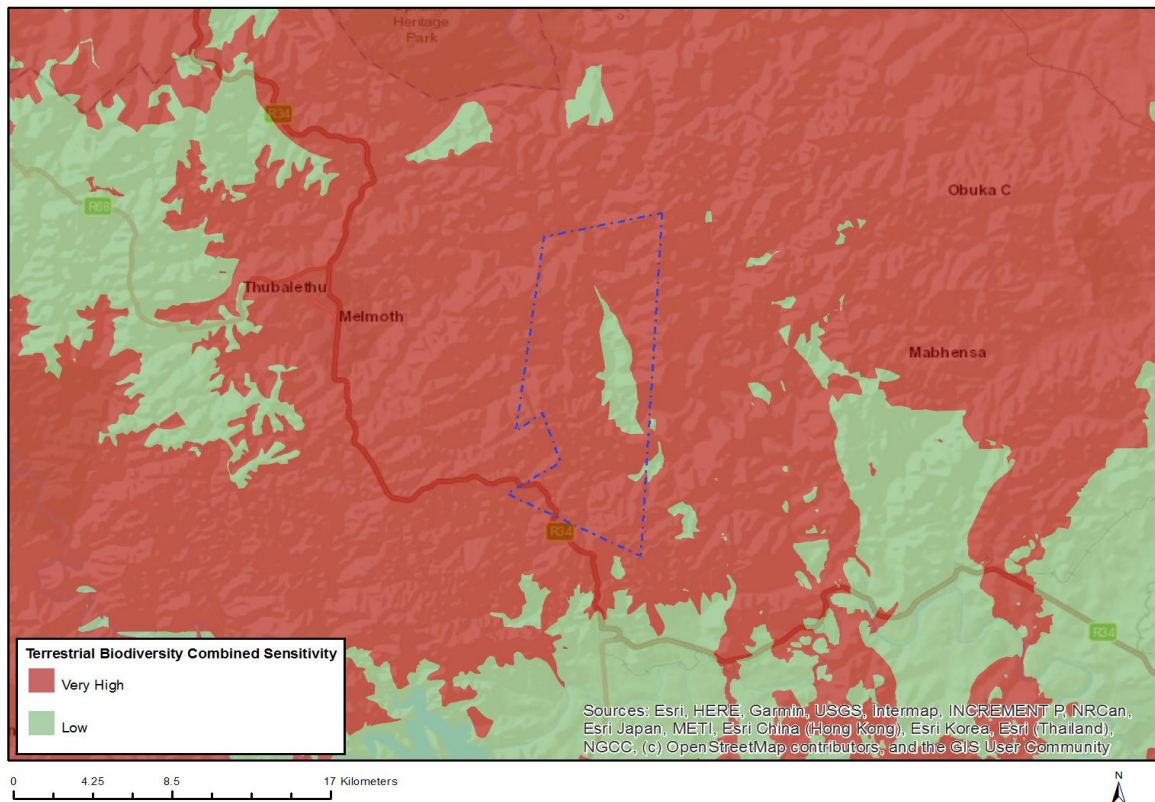 Heritage
Park
R34
R68
Obuka C
Thubalethu
Melmoth
Mabhensa
R34
R34
Terrestrial Biodiversity Combined Sensitivity
Very High
Low
Sources: Esri, HERE, Garmin, USGS, Intermap, INCREMENT P, NRCan,
Esri Japan, METI, Esri China (Hong Kong), Esri Korea, Esri (Thailand),
NGCC, (c) OpenStreetMap contributors, and the GIS User Community
0 4.25 8.5 17 Kilometers
N